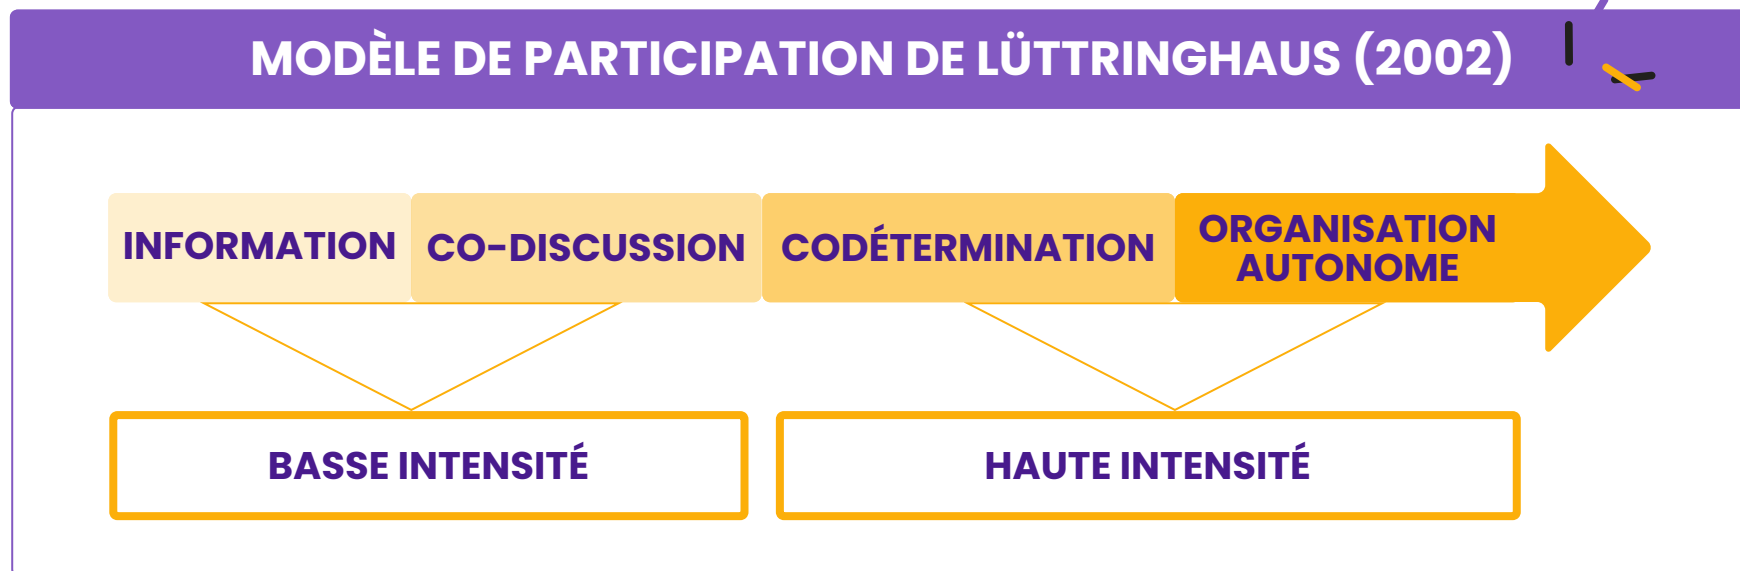 MODÈLE DE PARTICIPATION DE LÜTTRINGHAUS (2002)
INFORMATION
CO-DISCUSSION
CODÉTERMINATION
ORGANISATION
AUTONOME
BASSE INTENSITÉ
HAUTE INTENSITÉ